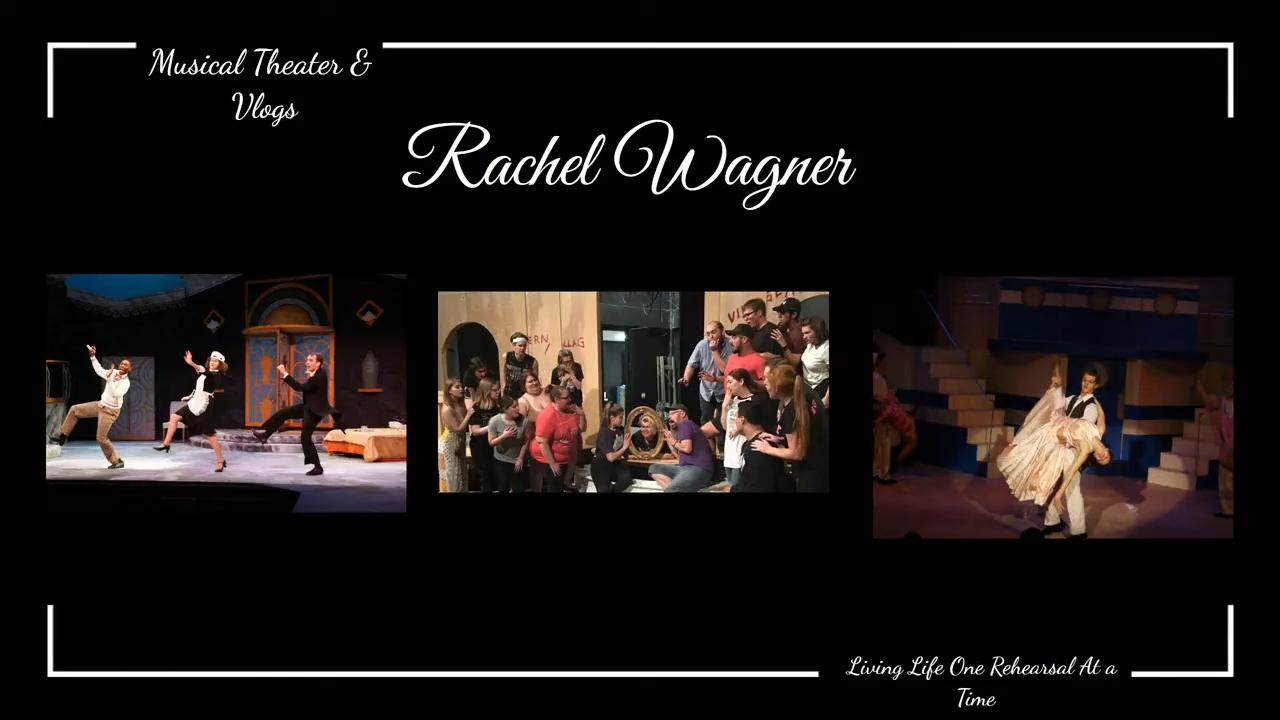 Musical Theater &
Vlogs
Rachel Wagner
Living Life One Rehearsal At a
Time